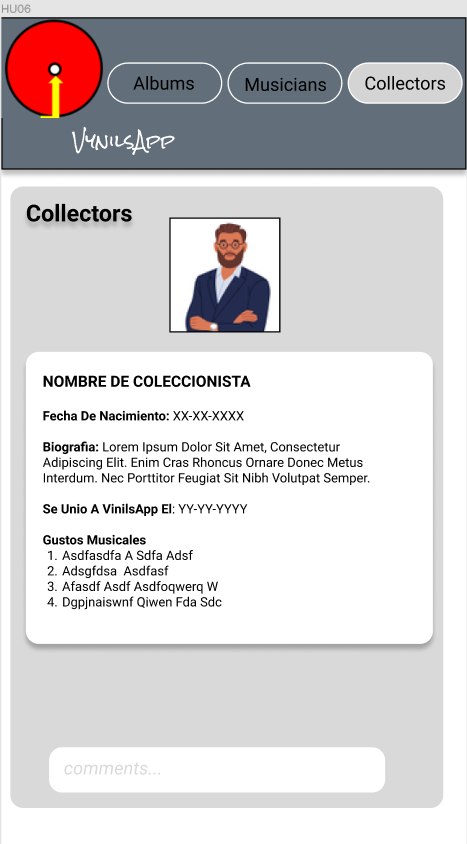 HU06
Albums
Musicians
Collectors
VynilsApp
Collectors
NOMBRE DE COLECCIONISTA
Fecha De Nacimiento: XX-XX-XXXX
Biografia: Lorem Ipsum Dolor Sit Amet, Consectetur
Adipiscing Elit. Enim Cras Rhoncus Ornare Donec Metus
Interdum. Nec Porttitor Feugiat Sit Nibh Volutpat Semper.
Se Unio A VinilsApp El: YY-YY-YYYY
Gustos Musicales
1. Asdfasdfa A Sdfa Adsf
2. Adsgfdsa  Asdfasf
3. Afasdf Asdf Asdfoqwerq W
4. Dgpjnaiswnf Qiwen Fda Sdc
comments...